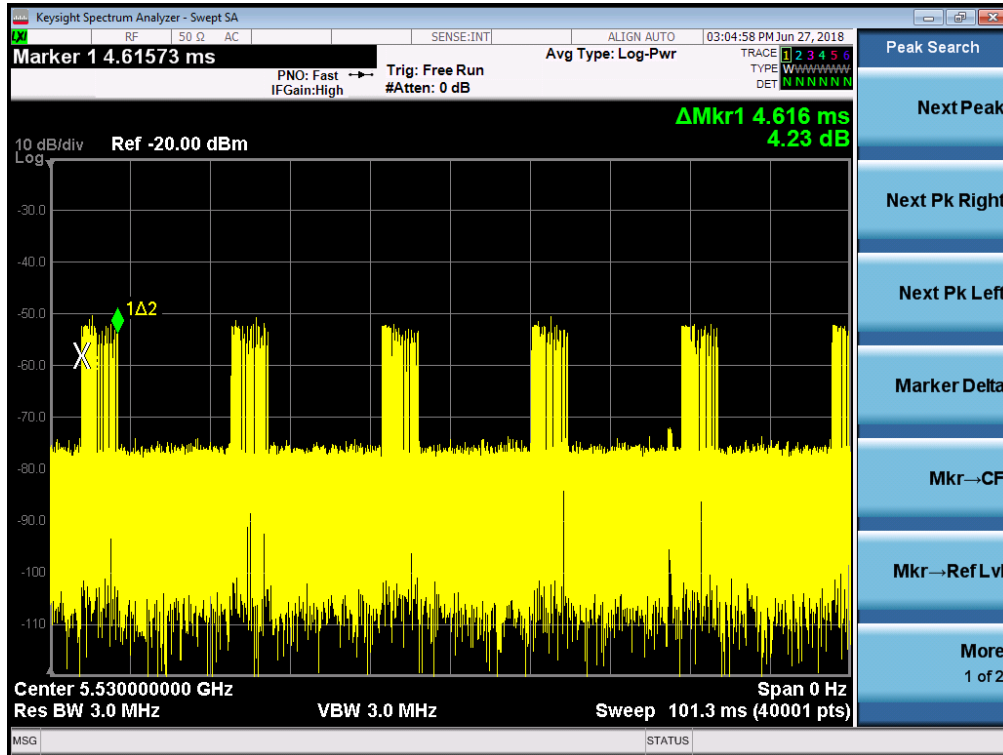 Keysight Spectrum Analyzer - Swept SA
LXI RF 50 Ω AC SENSE:INT ALIGN AUTO 03:04:58 PM Jun 27, 2018
Marker 1 4.61573 ms
PNO: Fast
IFGain:High
Trig: Free Run
#Atten: 0 dB
Avg Type: Log-Pwr
TRACE 1 2 3 4 5 6
TYPE WWWWWW
DET N N N N N N
ΔMkr1 4.616 ms
4.23 dB
10 dB/div Ref -20.00 dBm
Log
-30.0
-40.0
-50.0
1Δ2
X
-60.0
-70.0
-80.0
-90.0
-100
-110
Center 5.530000000 GHz Span 0 Hz
Res BW 3.0 MHz VBW 3.0 MHz Sweep 101.3 ms (40001 pts)
MSG STATUS
Peak Search
Next Peak
Next Pk Right
Next Pk Left
Marker Delta
Mkr→CF
Mkr→Ref Lvl
More
1 of 2